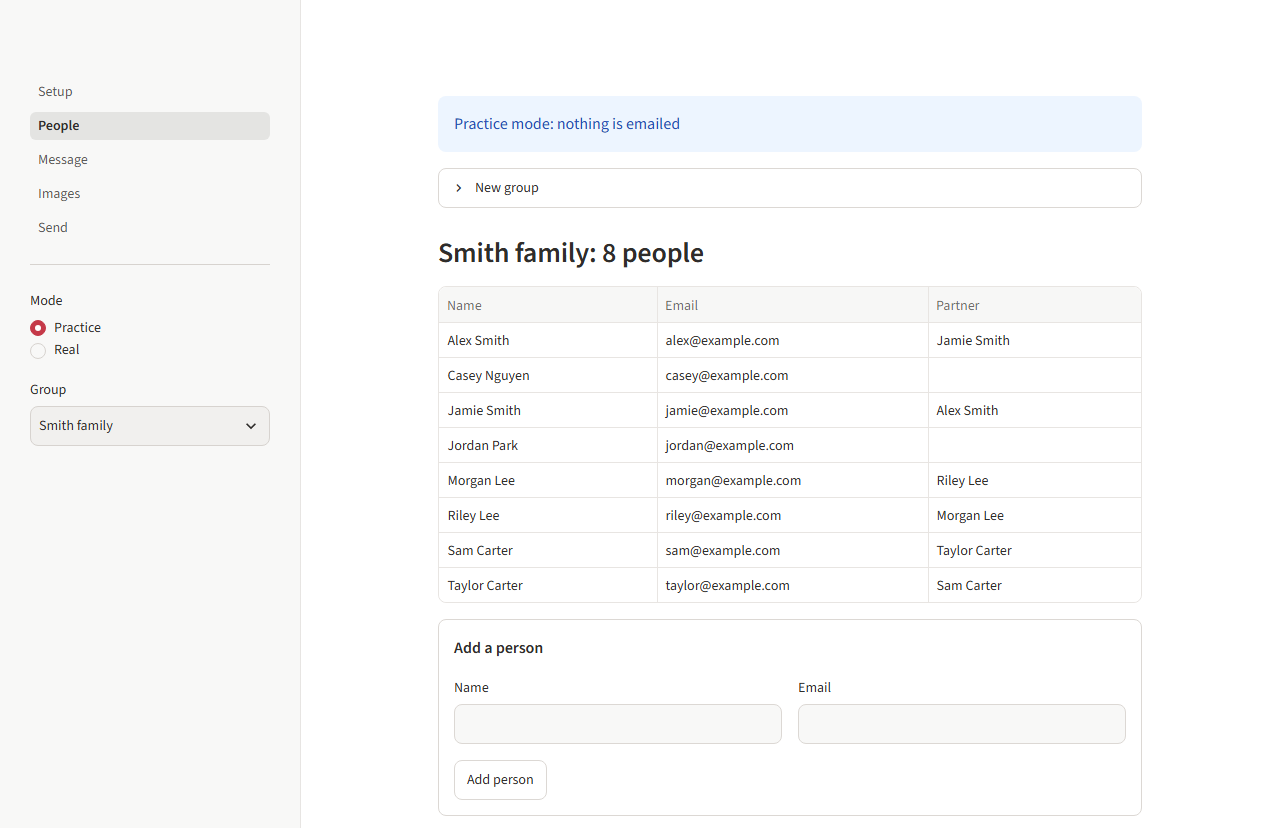 Setup
People
Message
Images
Send
Mode
Practice
Real
Group
Smith family
Practice mode: nothing is emailed
New group
Smith family: 8 people
Name Email Partner
Alex Smith alex@example.com Jamie Smith
Casey Nguyen casey@example.com
Jamie Smith jamie@example.com Alex Smith
Jordan Park jordan@example.com
Morgan Lee morgan@example.com Riley Lee
Riley Lee riley@example.com Morgan Lee
Sam Carter sam@example.com Taylor Carter
Taylor Carter taylor@example.com Sam Carter
Add a person
Name Email
Add person